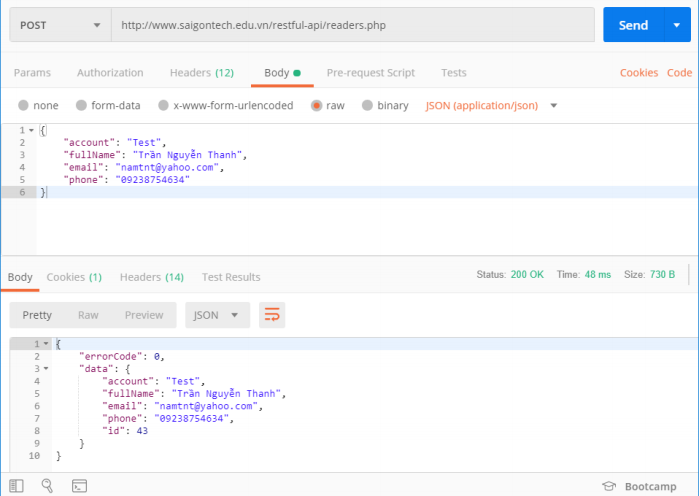 POST http://www.saigontech.edu.vn/restful-api/readers.php Send
Params Authorization Headers (12) Body Pre-request Script Tests Cookies Code
none form-data x-www-form-urlencoded raw binary JSON (application/json)
1 {
2 "account": "Test",
3 "fullName": "Trần Nguyễn Thanh",
4 "email": "namtnt@yahoo.com",
5 "phone": "09238754634"
6 }
Body Cookies (1) Headers (14) Test Results Status: 200 OK Time: 48 ms Size: 730 B
Pretty Raw Preview JSON
1 {
2 "errorCode": 0,
3 "data": {
4 "account": "Test",
5 "fullName": "Trần Nguyễn Thanh",
6 "email": "namtnt@yahoo.com",
7 "phone": "09238754634",
8 "id": 43
9 }
10 }
Bootcamp